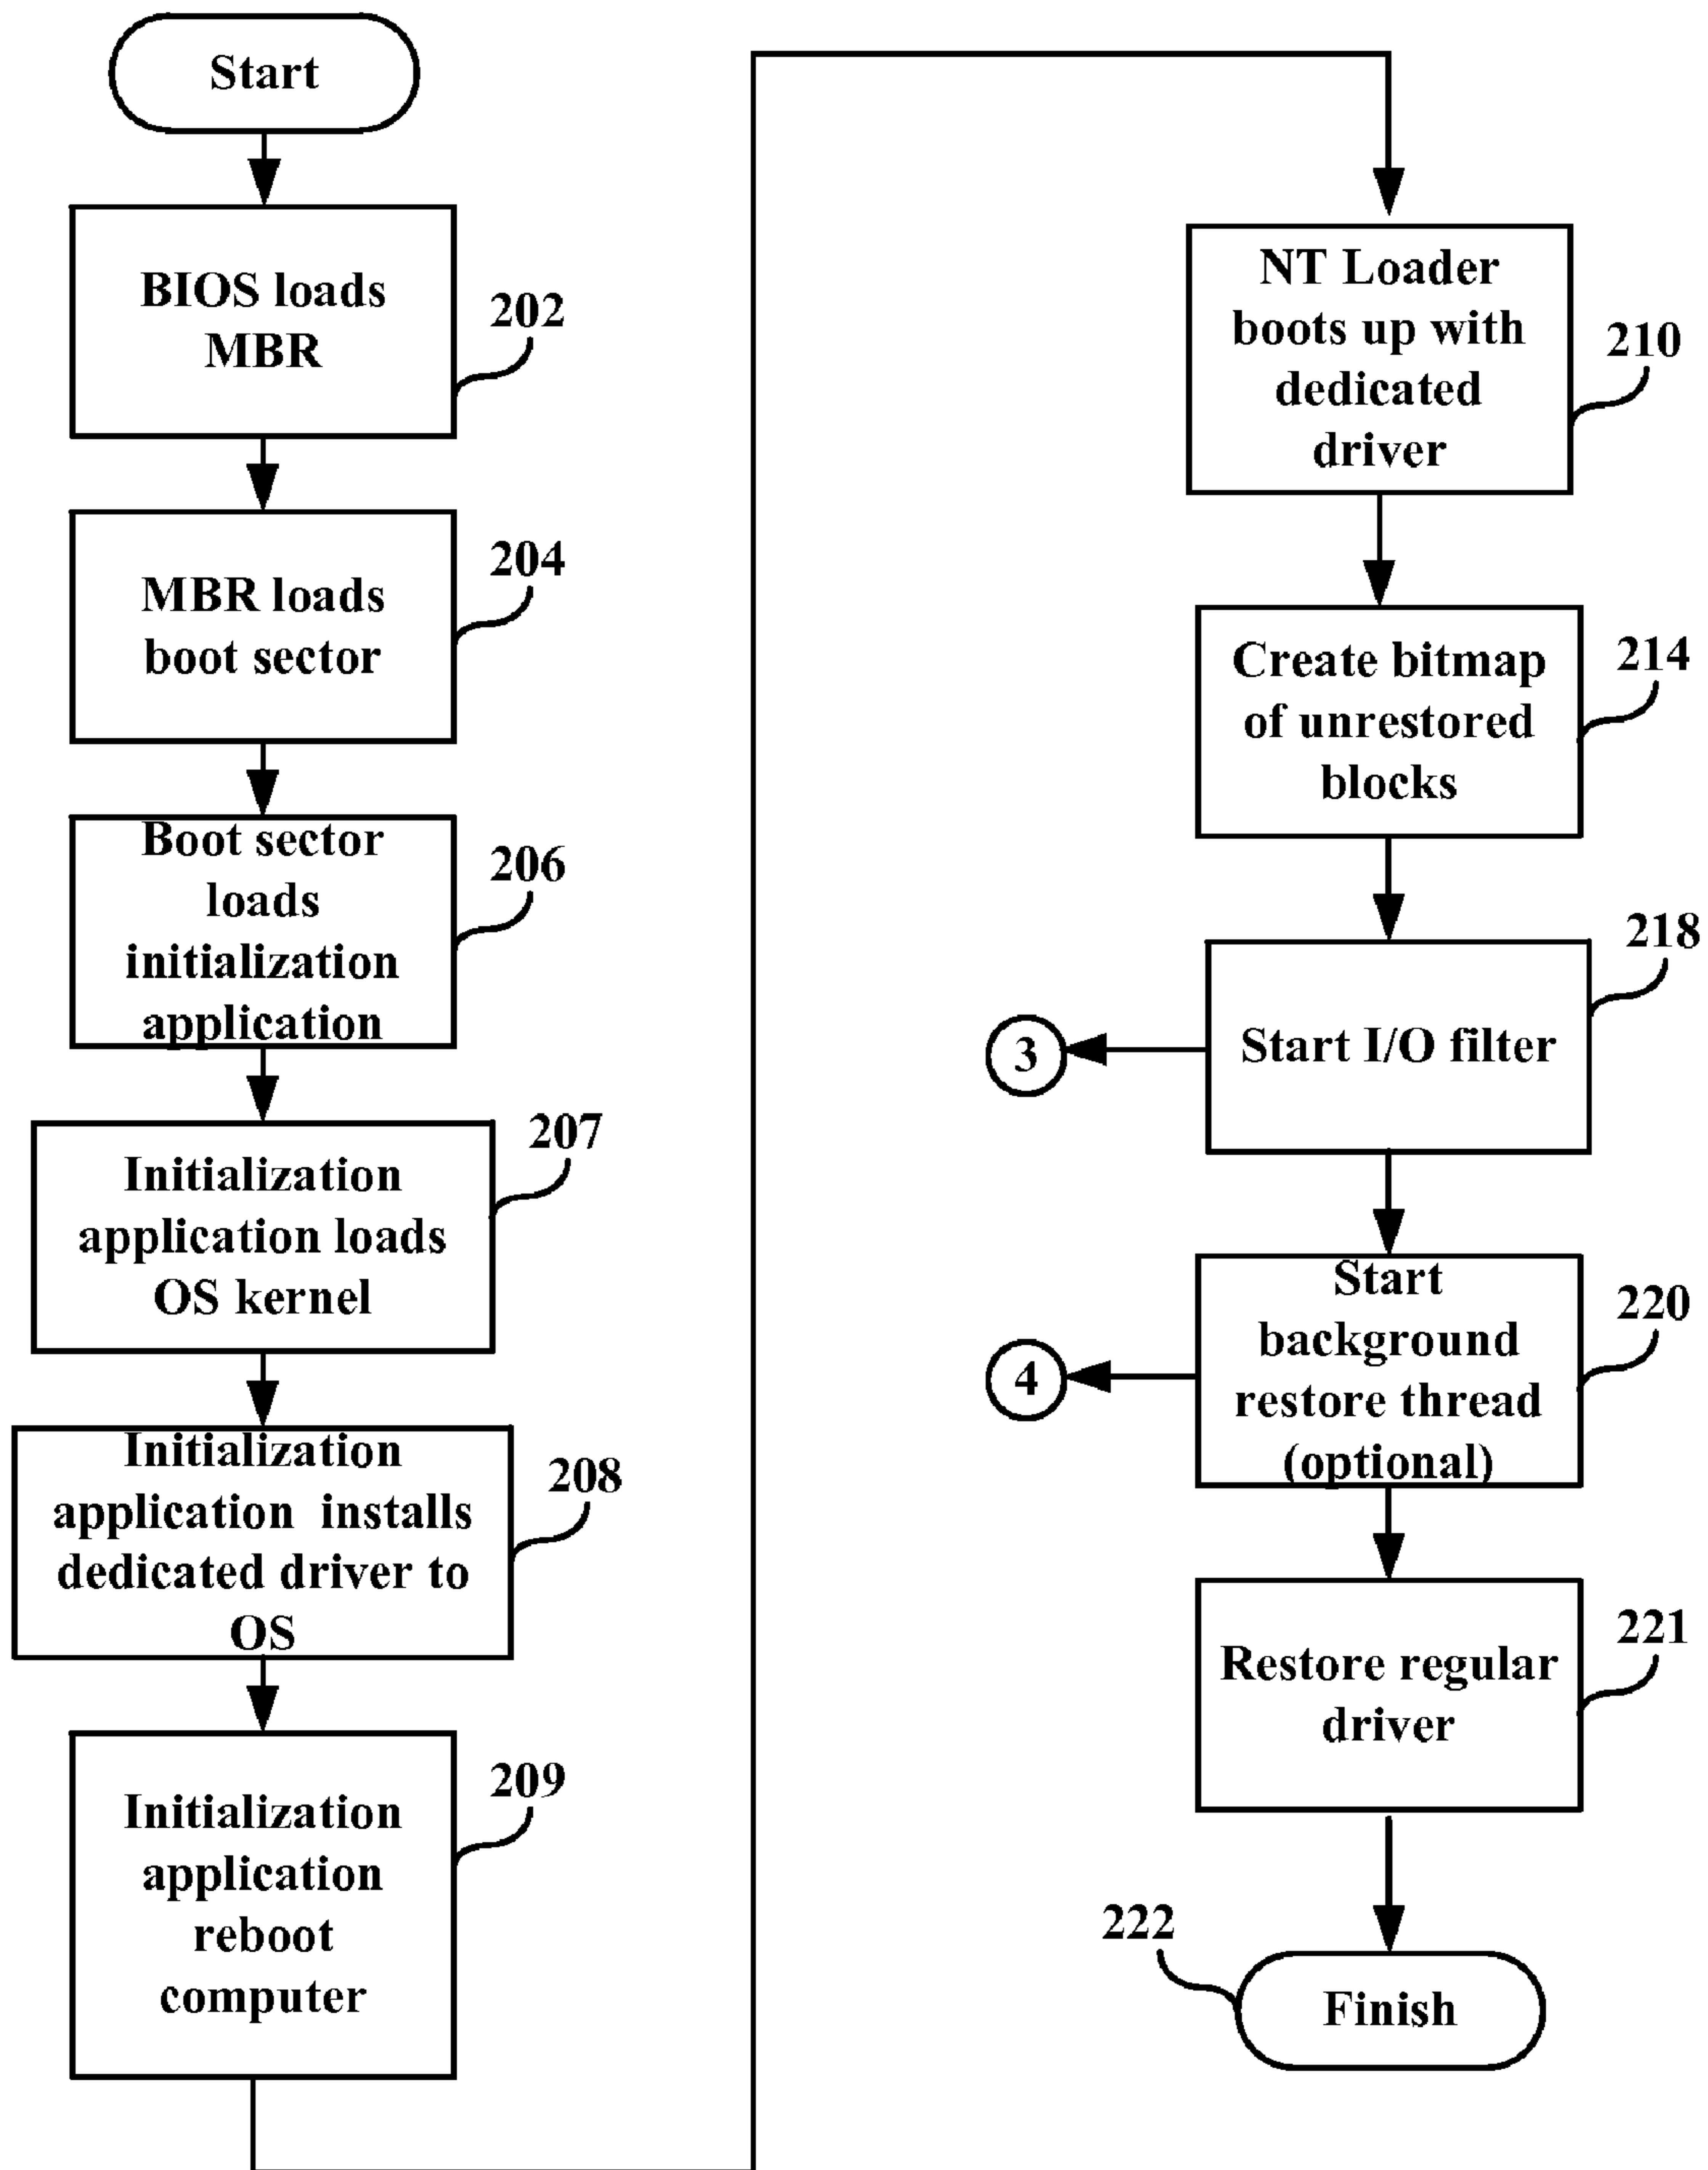 Start
BIOS loads
MBR
202
MBR loads
boot sector
204
Boot sector
loads
initialization
application
206
Initialization
application loads
OS kernel
207
Initialization
application installs
dedicated driver to
OS
208
Initialization
application
reboot
computer
209
NT Loader
boots up with
dedicated
driver
210
Create bitmap
of unrestored
blocks
214
Start I/O filter
218
3
Start
background
restore thread
(optional)
220
4
Restore regular
driver
221
Finish
222